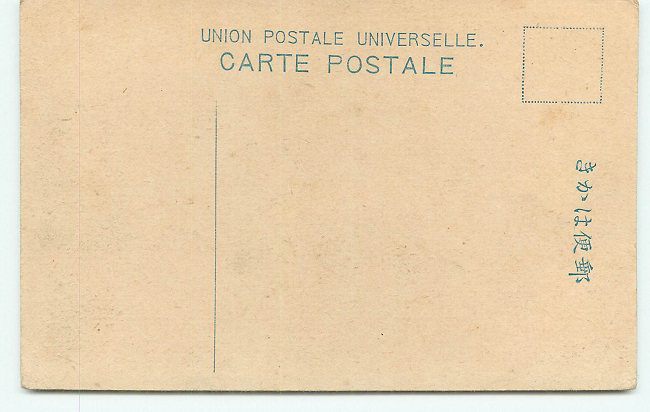 UNION POSTALE UNIVERSELLE.
CARTE POSTALE
郵便はかき